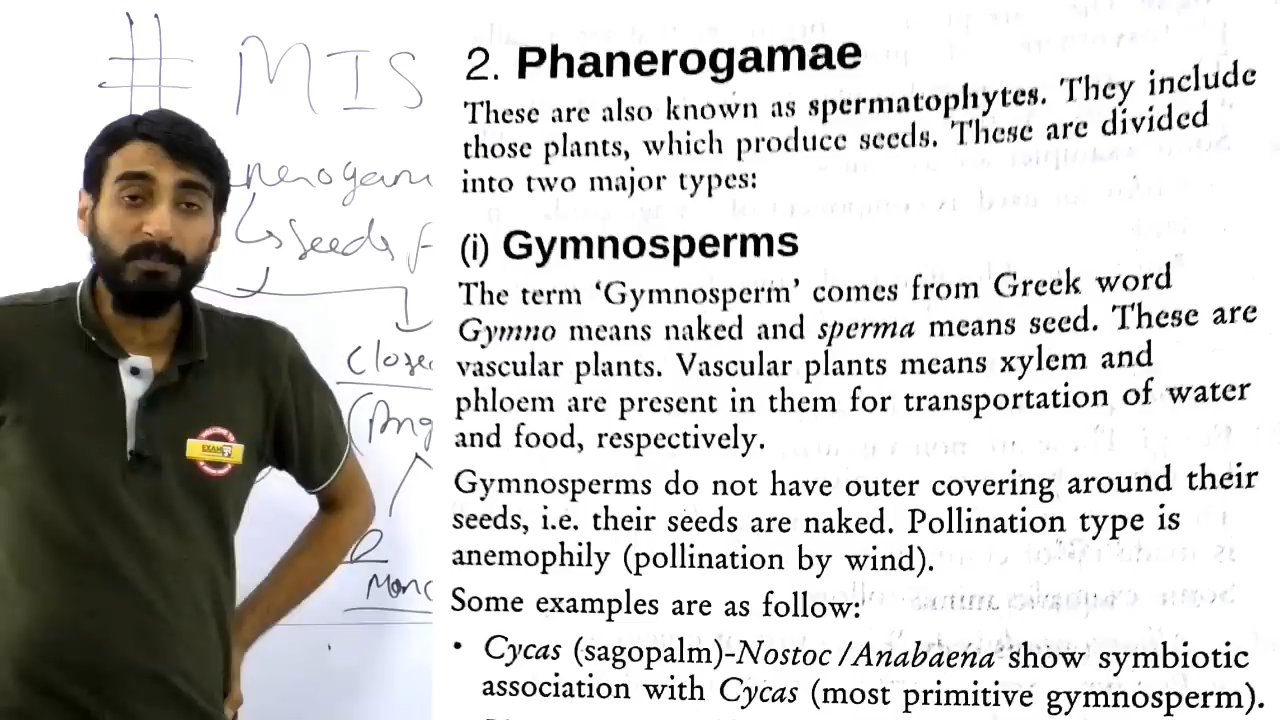 # MIS
seeds
2. Phanerogamae
These are also known as spermatophytes. They include
those plants, which produce seeds. These are divided
into two major types:
(i) Gymnosperms
The term ‘Gymnosperm’ comes from Greek word
Gymno means naked and sperma means seed. These are
vascular plants. Vascular plants means xylem and
phloem are present in them for transportation of water
and food, respectively.
Gymnosperms do not have outer covering around their
seeds, i.e. their seeds are naked. Pollination type is
anemophily (pollination by wind).
Some examples are as follow:
• Cycas (sagopalm)-Nostoc/Anabaena show symbiotic
association with Cycas (most primitive gymnosperm).
EXAM